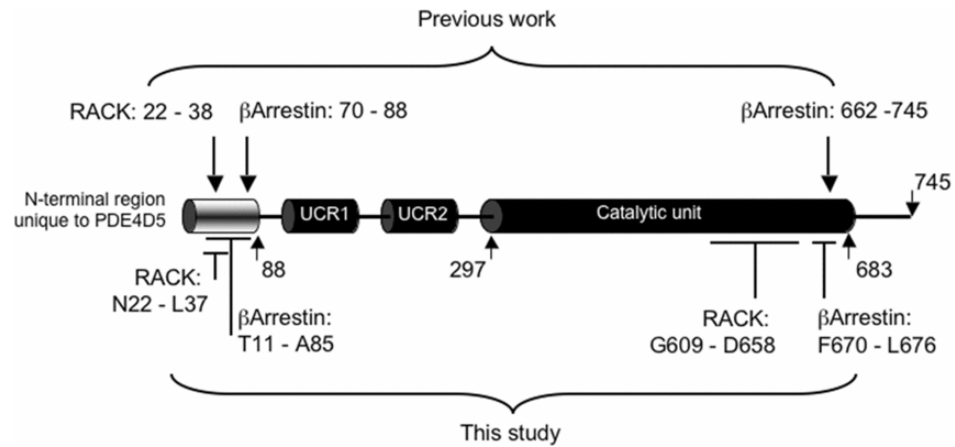 Previous work
RACK: 22 - 38
βArrestin: 70 - 88
βArrestin: 662 -745
N-terminal region
unique to PDE4D5
UCR1
UCR2
Catalytic unit
745
88
297
683
RACK:
N22 - L37
βArrestin:
T11 - A85
RACK:
G609 - D658
βArrestin:
F670 - L676
This study